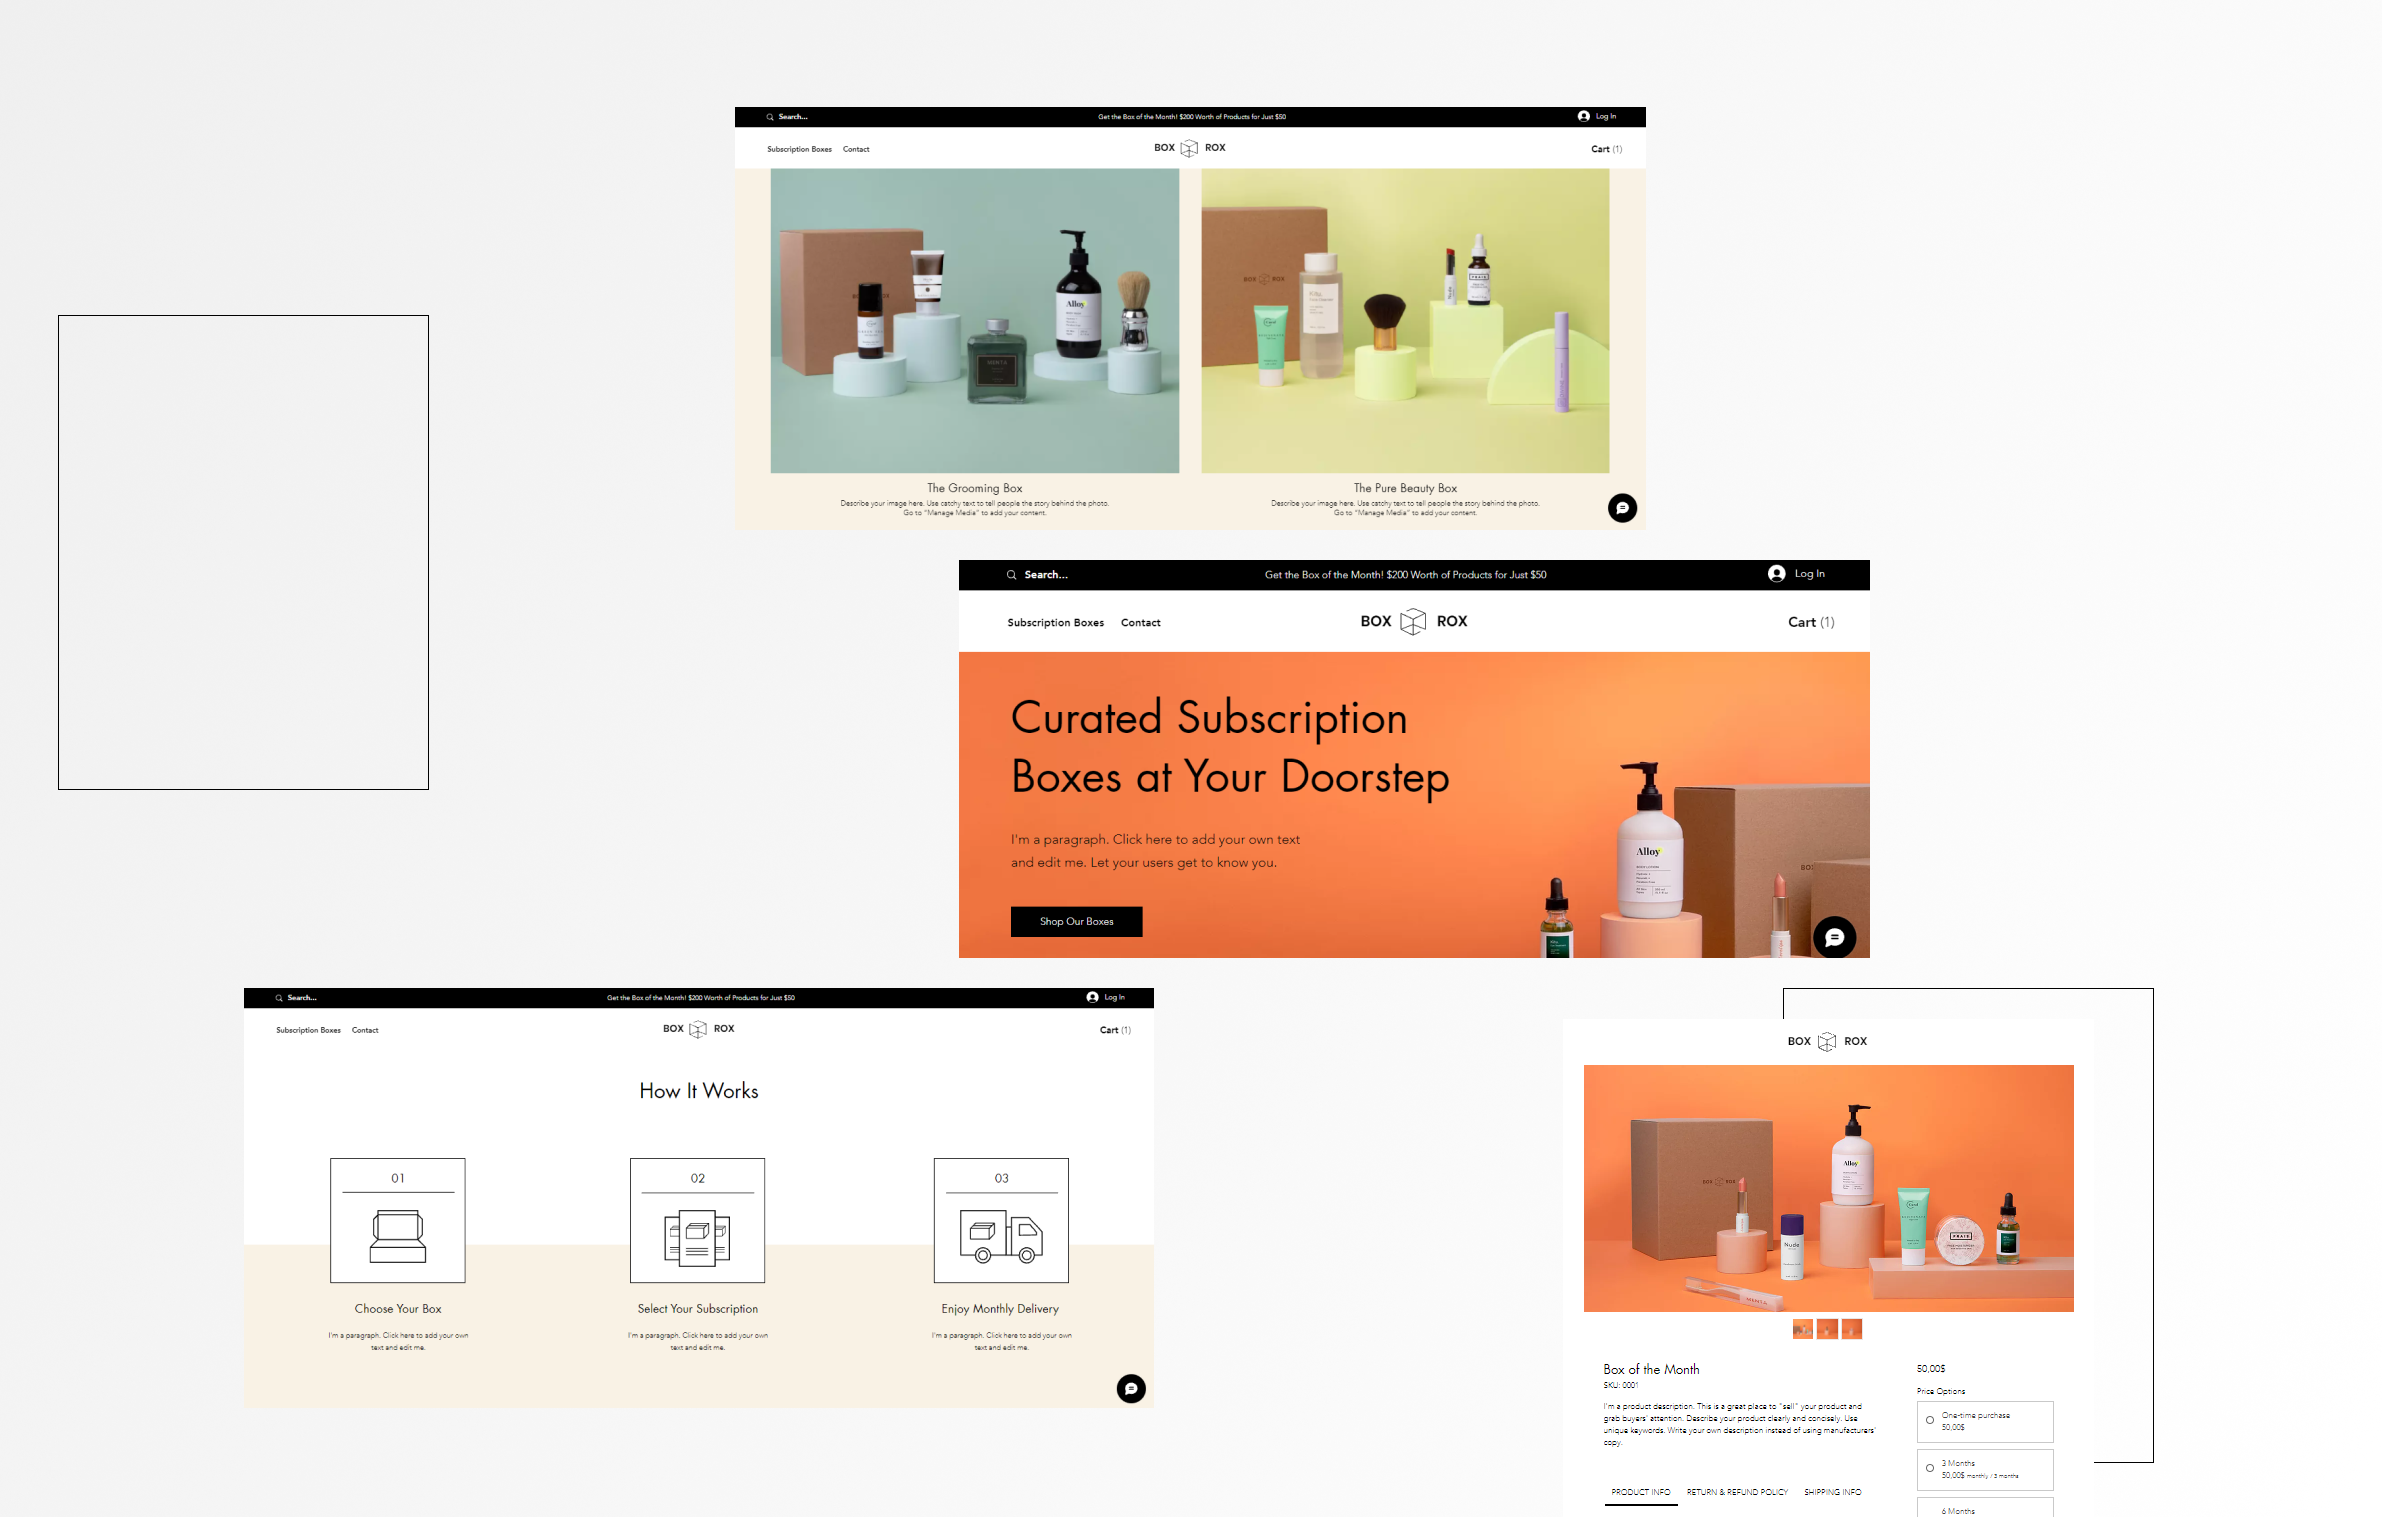 Search...
Get the Box of the Month! $200 Worth of Products for Just $50
Log In
Subscription Boxes
Contact
BOX ROX
Cart (1)
Alloy
MENTA
BOX ROX
The Grooming Box
Describe your image here. Use catchy text to tell people the story behind the photo.
Go to "Manage Media" to add your content.
The Pure Beauty Box
Describe your image here. Use catchy text to tell people the story behind the photo.
Go to "Manage Media" to add your content.
Search...
Get the Box of the Month! $200 Worth of Products for Just $50
Log In
Subscription Boxes
Contact
BOX ROX
Cart (1)
Curated Subscription
Boxes at Your Doorstep
I'm a paragraph. Click here to add your own text
and edit me. Let your users get to know you.
Shop Our Boxes
Alloy
Search...
Get the Box of the Month! $200 Worth of Products for Just $50
Log In
Subscription Boxes
Contact
BOX ROX
Cart (1)
How It Works
01
02
03
Choose Your Box
I'm a paragraph. Click here to add your own
text and edit me.
Select Your Subscription
I'm a paragraph. Click here to add your own
text and edit me.
Enjoy Monthly Delivery
I'm a paragraph. Click here to add your own
text and edit me.
BOX ROX
Alloy
BOX ROX
Nude
MENTA
Box of the Month
SKU: 0001
I'm a product description. This is a great place to "sell" your product and
grab buyers' attention. Describe your product clearly and concisely. Use
unique keywords. Write your own description instead of using manufacturers'
copy.
PRODUCT INFO
RETURN & REFUND POLICY
SHIPPING INFO
50,00$
Price Options
One-time purchase
50,00$
3 Months
50,00$ monthly / 3 months
6 Months